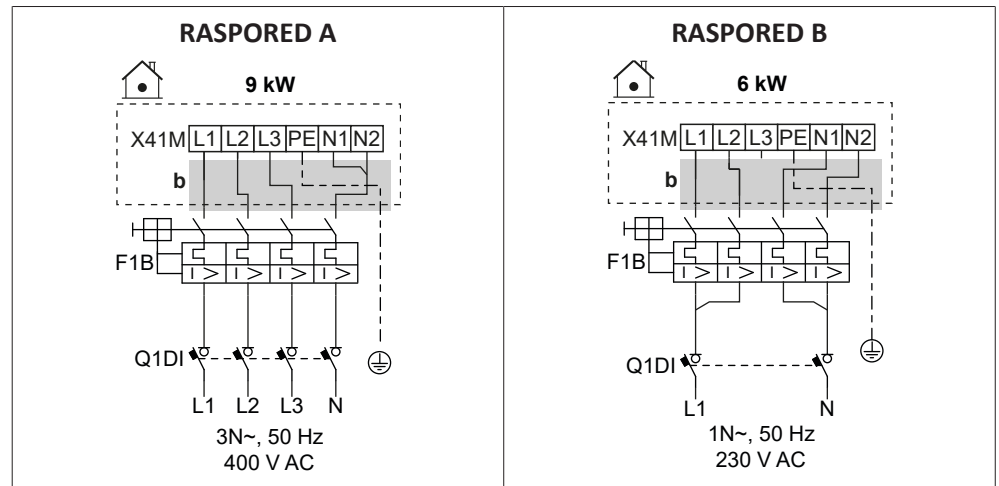 RASPORED A
9 kW
X41M L1 L2 L3 PE N1 N2
b
F1B
I > I > I > I >
Q1DI
L1 L2 L3 N
3N~, 50 Hz
400 V AC
RASPORED B
6 kW
X41M L1 L2 L3 PE N1 N2
b
F1B
I > I > I > I >
Q1DI
L1 N
1N~, 50 Hz
230 V AC